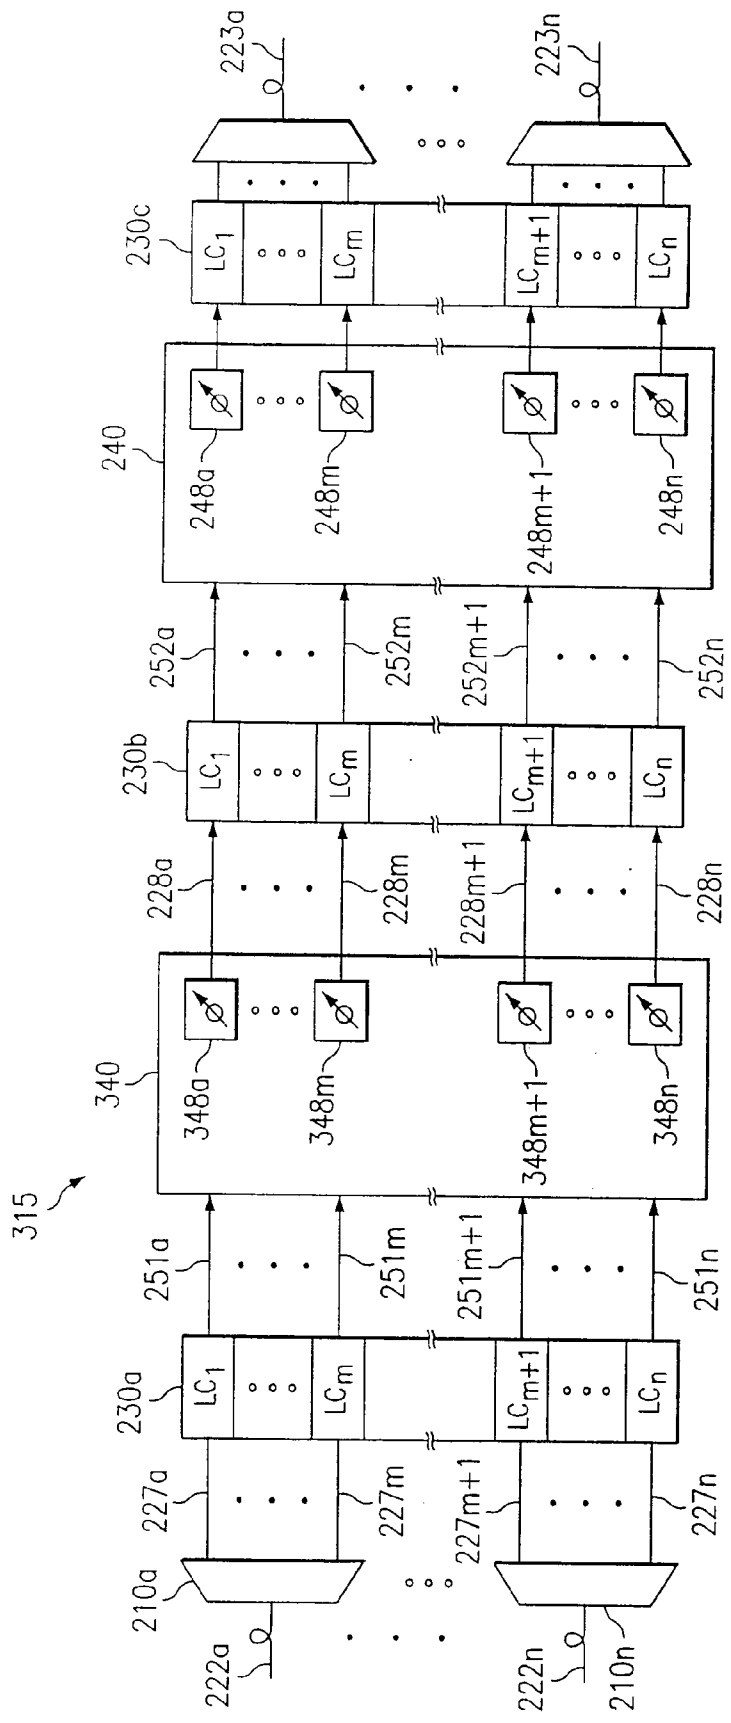 315
222a
210a
227a
227m
222n
210n
227m+1
227n
230a
LC1
LCm
LCm+1
LCn
251a
251m
251m+1
251n
340
348a
348m
348m+1
348n
228a
228m
228m+1
228n
230b
LC1
LCm
LCm+1
LCn
252a
252m
252m+1
252n
240
248a
248m
248m+1
248n
230c
LC1
LCm
LCm+1
LCn
223a
223n